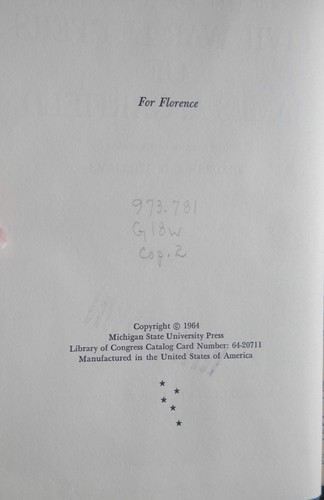 For Florence
973.781
G18w
Cop.2
Copyright © 1964
Michigan State University Press
Library of Congress Catalog Card Number: 64-20711
Manufactured in the United States of America